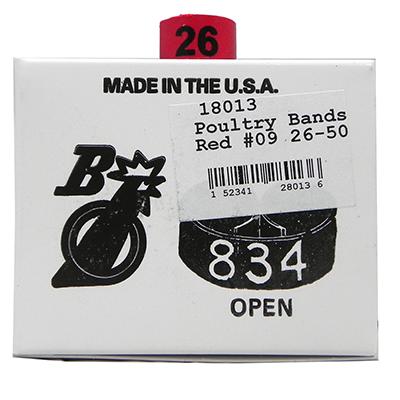 26
MADE IN THE U.S.A.
18013
Poultry Bands
Red #09 26-50
1 52341 28013 6
B
834
OPEN